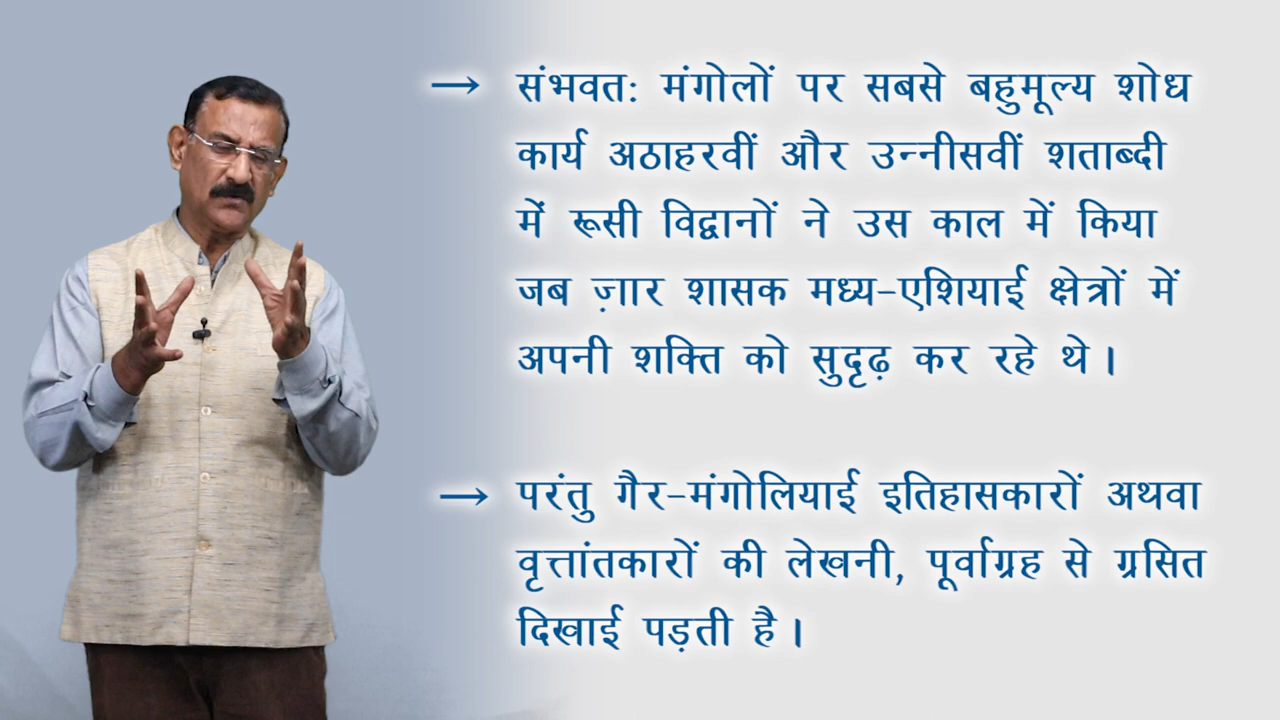 → संभवत: मंगोलों पर सबसे बहुमूल्य शोध
कार्य अठाहरवीं और उन्नीसवीं शताब्दी
में रूसी विद्वानों ने उस काल में किया
जब ज़ार शासक मध्य-एशियाई क्षेत्रों में
अपनी शक्ति को सुदृढ़ कर रहे थे।
→ परंतु गैर-मंगोलियाई इतिहासकारों अथवा
वृत्तांतकारों की लेखनी, पूर्वाग्रह से ग्रसित
दिखाई पड़ती है।